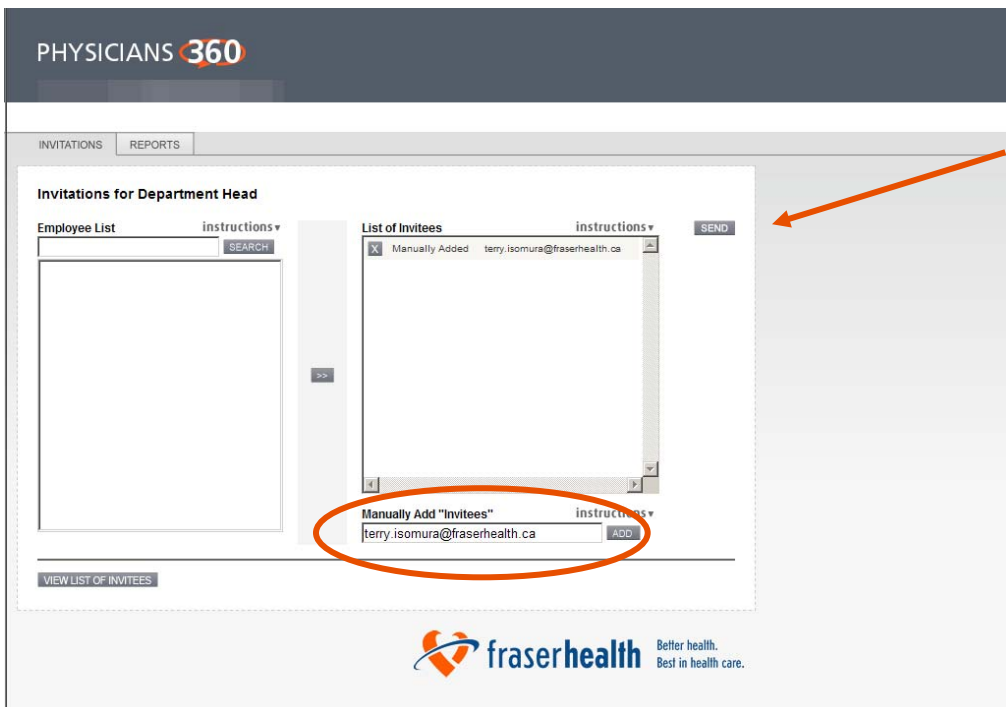 PHYSICIANS 360
INVITATIONS REPORTS
Invitations for Department Head
Employee List instructions
SEARCH
List of Invitees instructions
SEND
X Manually Added terry.isomura@fraserhealth.ca
>>
Manually Add "Invitees" instructions
terry.isomura@fraserhealth.ca ADD
VIEW LIST OF INVITEES
fraserhealth
Better health.
Best in health care.